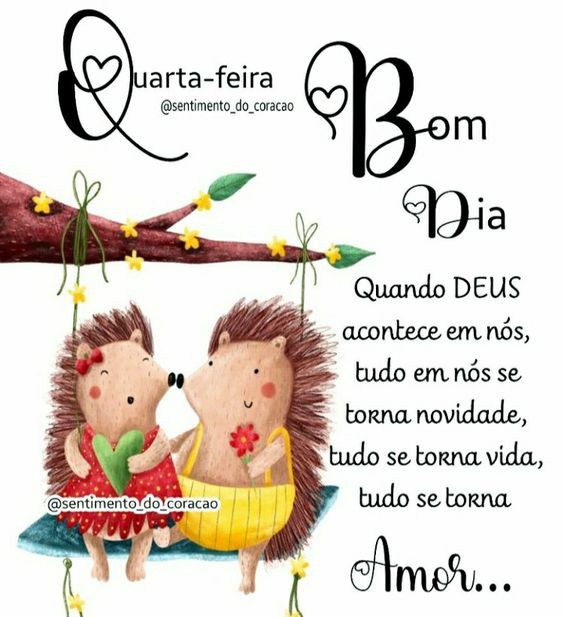 Quarta-feira
@sentimento_do_coracao
Bom
Dia
Quando DEUS
acontece em nós,
tudo em nós se
torna novidade,
tudo se torna vida,
tudo se torna
Amor...
@sentimento_do_coracao